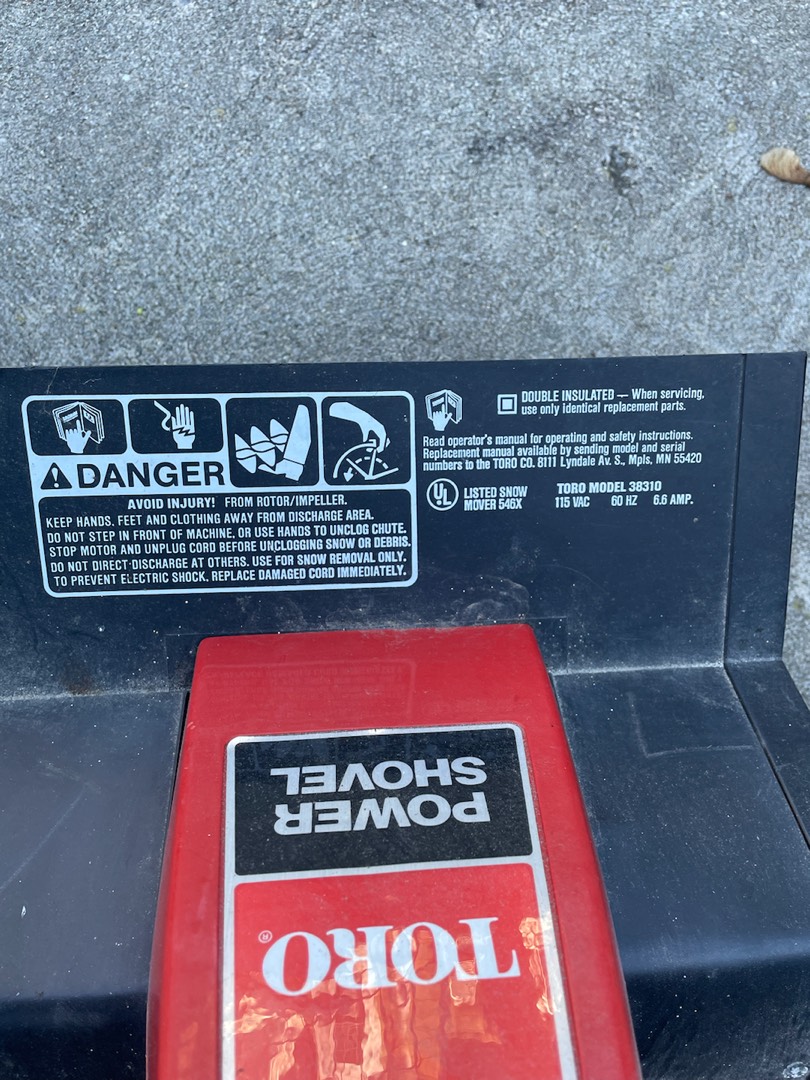 DANGER
AVOID INJURY! FROM ROTOR/IMPELLER.
KEEP HANDS, FEET AND CLOTHING AWAY FROM DISCHARGE AREA.
DO NOT STEP IN FRONT OF MACHINE, OR USE HANDS TO UNCLOG CHUTE.
STOP MOTOR AND UNPLUG CORD BEFORE UNCLOGGING SNOW OR DEBRIS.
DO NOT DIRECT DISCHARGE AT OTHERS. USE FOR SNOW REMOVAL ONLY.
TO PREVENT ELECTRIC SHOCK, REPLACE DAMAGED CORD IMMEDIATELY.
DOUBLE INSULATED — When servicing,
use only identical replacement parts.
Read operator's manual for operating and safety instructions.
Replacement manual available by sending model and serial
numbers to the TORO CO. 8111 Lyndale Av. S., Mpls, MN 55420
UL LISTED SNOW
MOVER 546X
TORO MODEL 38310
115 VAC 60 HZ 6.6 AMP.
TORO®
POWER
SHOVEL